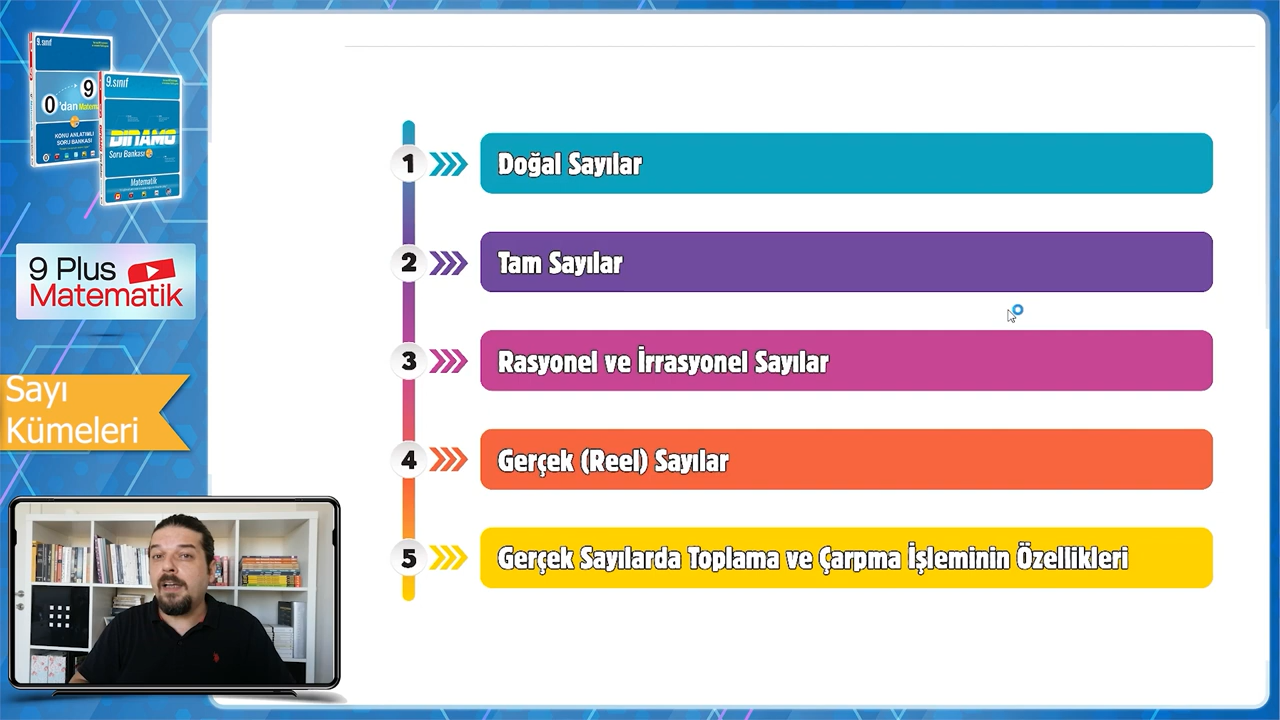 9.sınıf
0'dan 9
Matem
KONU ANLATIMLI
SORU BANKASI
9.sınıf
DINAMO
Soru Bankası
Matematik
9 Plus
Matematik
Sayı
Kümeleri
1 Doğal Sayılar
2 Tam Sayılar
3 Rasyonel ve İrrasyonel Sayılar
4 Gerçek (Reel) Sayılar
5 Gerçek Sayılarda Toplama ve Çarpma İşleminin Özellikleri